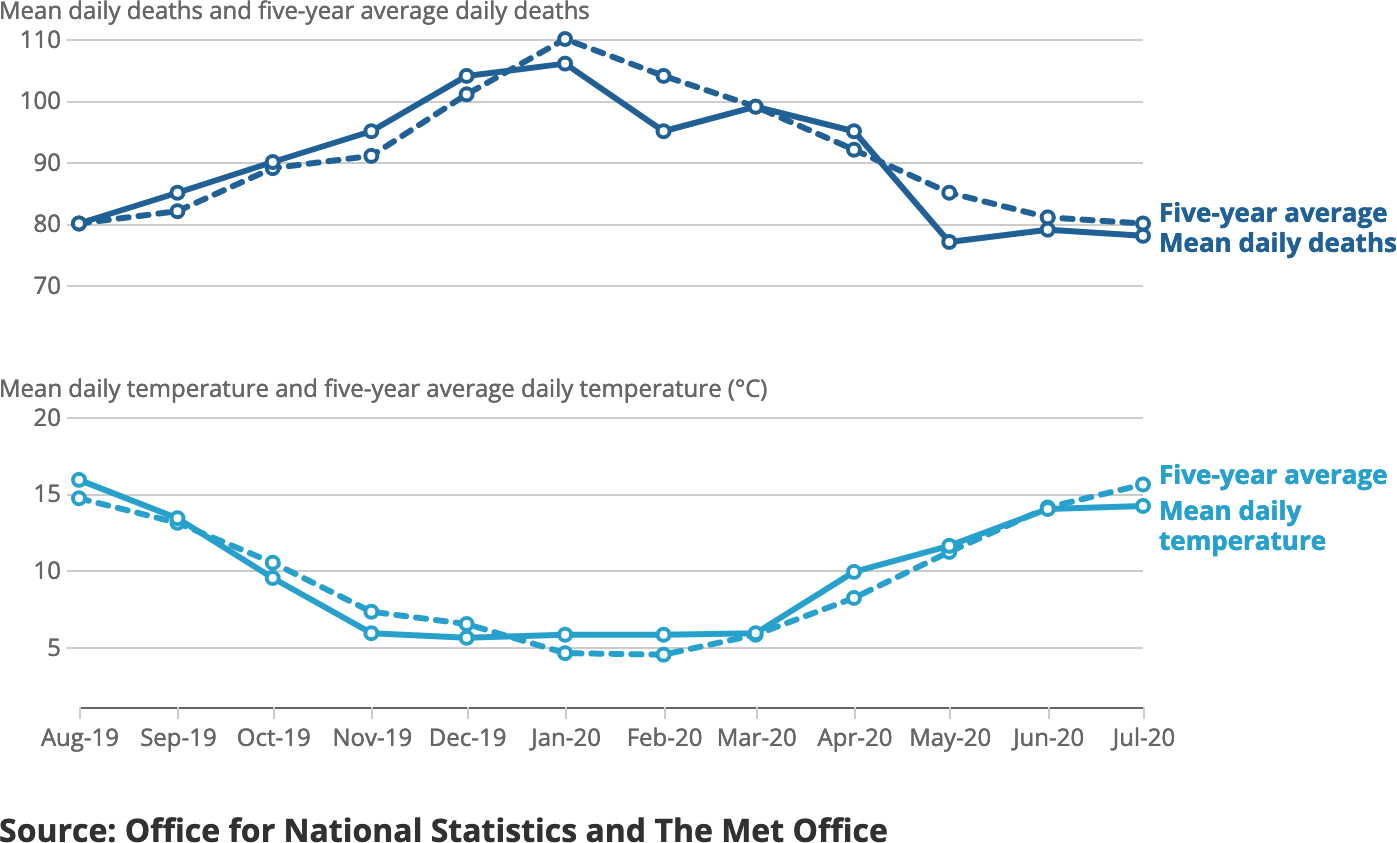 Mean daily deaths and five-year average daily deaths
110
100
90
80
70
Five-year average
Mean daily deaths
Mean daily temperature and five-year average daily temperature (°C)
20
15
10
5
Five-year average
Mean daily
temperature
Aug-19 Sep-19 Oct-19 Nov-19 Dec-19 Jan-20 Feb-20 Mar-20 Apr-20 May-20 Jun-20 Jul-20
Source: Office for National Statistics and The Met Office